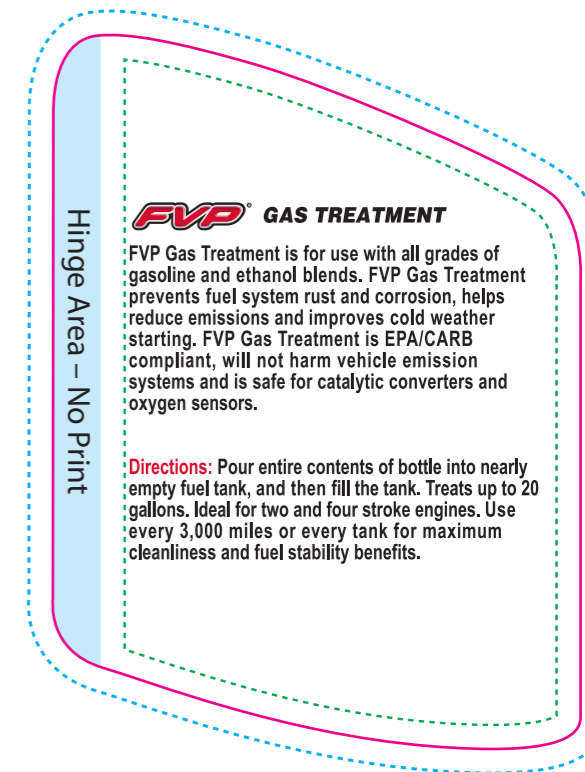 Hinge Area – No Print
FVP® GAS TREATMENT
FVP Gas Treatment is for use with all grades of
gasoline and ethanol blends. FVP Gas Treatment
prevents fuel system rust and corrosion, helps
reduce emissions and improves cold weather
starting. FVP Gas Treatment is EPA/CARB
compliant, will not harm vehicle emission
systems and is safe for catalytic converters and
oxygen sensors.
Directions: Pour entire contents of bottle into nearly
empty fuel tank, and then fill the tank. Treats up to 20
gallons. Ideal for two and four stroke engines. Use
every 3,000 miles or every tank for maximum
cleanliness and fuel stability benefits.